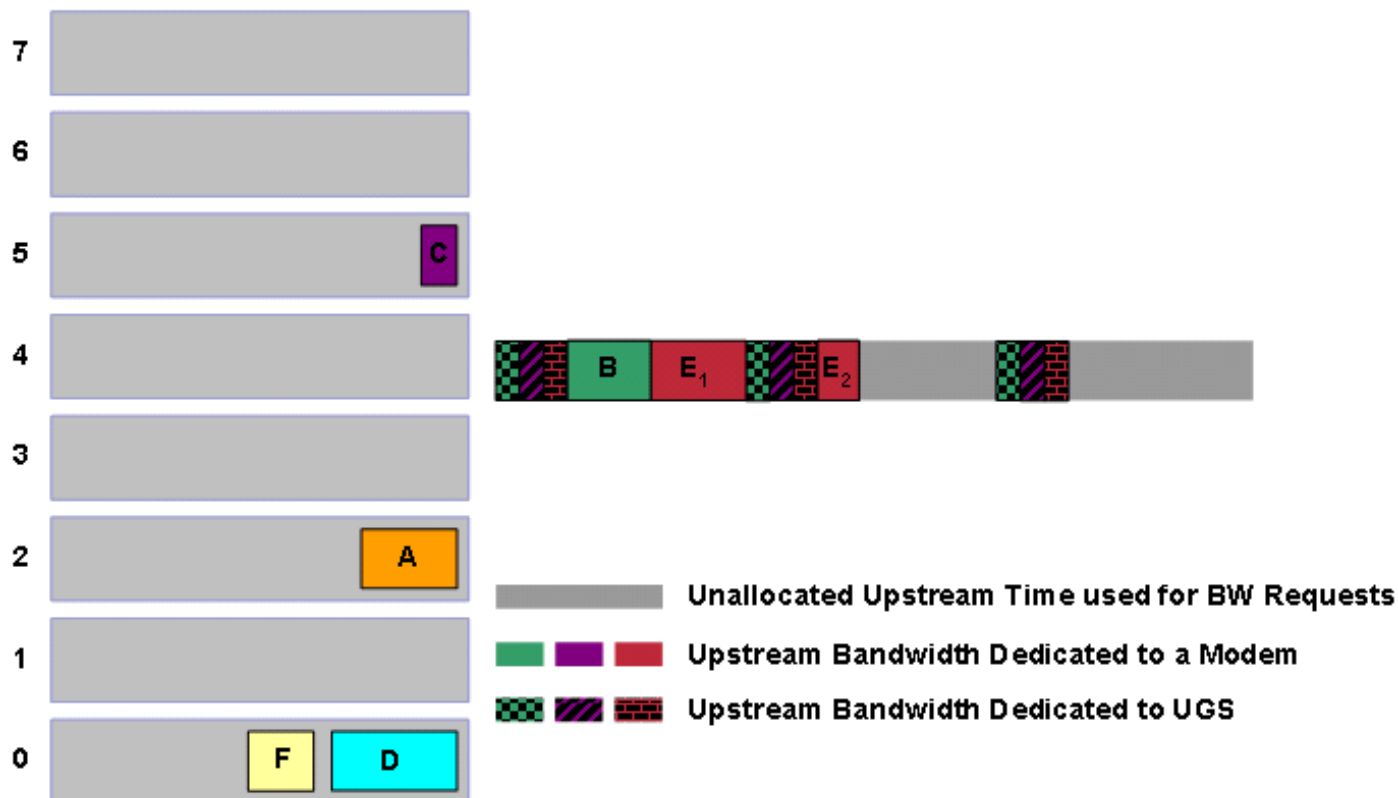 7
6
5 C
4 B E₁ E₂
3
2 A
Unallocated Upstream Time used for BW Requests
1 Upstream Bandwidth Dedicated to a Modem
Upstream Bandwidth Dedicated to UGS
0 F D